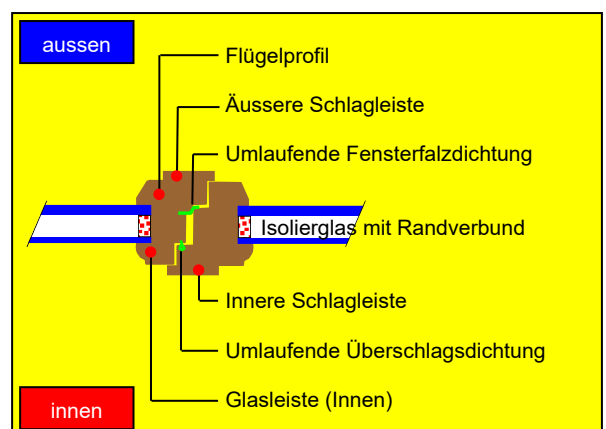 aussen
Flügelprofil
Äussere Schlagleiste
Umlaufende Fensterfalzdichtung
Isolierglas mit Randverbund
Innere Schlagleiste
Umlaufende Überschlagsdichtung
Glasleiste (Innen)
innen